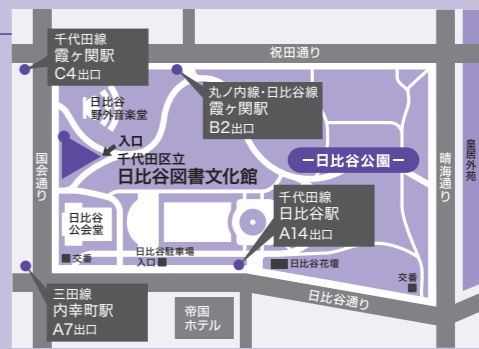 千代田線
霞ヶ関駅
C4出口
祝田通り
丸ノ内線・日比谷線
霞ヶ関駅
B2出口
日比谷
野外音楽堂
入口
千代田区立
日比谷図書文化館
ー日比谷公園ー
国会通り
晴海通り
皇居外苑
千代田線
日比谷駅
A14出口
日比谷
公会堂
交番
日比谷駐車場
入口
日比谷花壇
交番
三田線
内幸町駅
A7出口
帝国
ホテル
日比谷通り